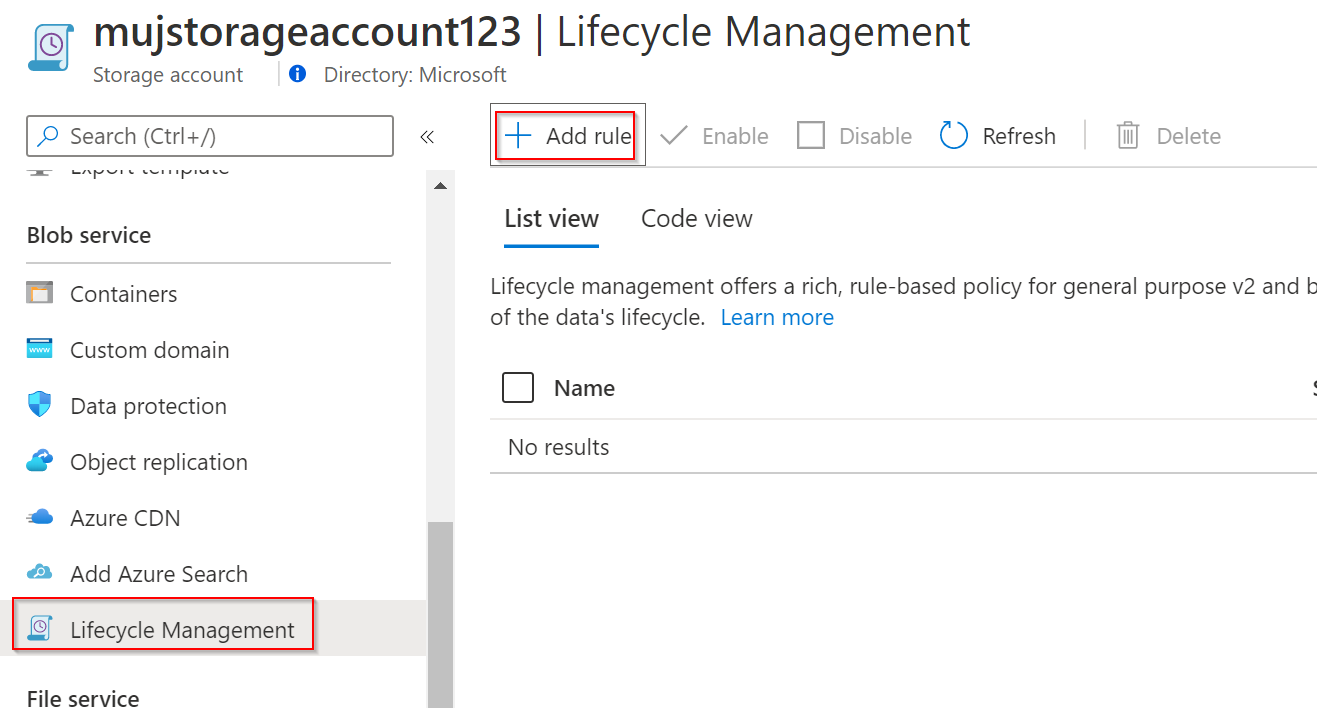 mujstorageaccount123 | Lifecycle Management
Storage account
Directory: Microsoft
Search (Ctrl+/)
«
Export template
Blob service
Containers
Custom domain
Data protection
Object replication
Azure CDN
Add Azure Search
Lifecycle Management
File service
Add rule
Enable
Disable
Refresh
Delete
List view
Code view
Lifecycle management offers a rich, rule-based policy for general purpose v2 and
of the data's lifecycle. Learn more
Name
No results